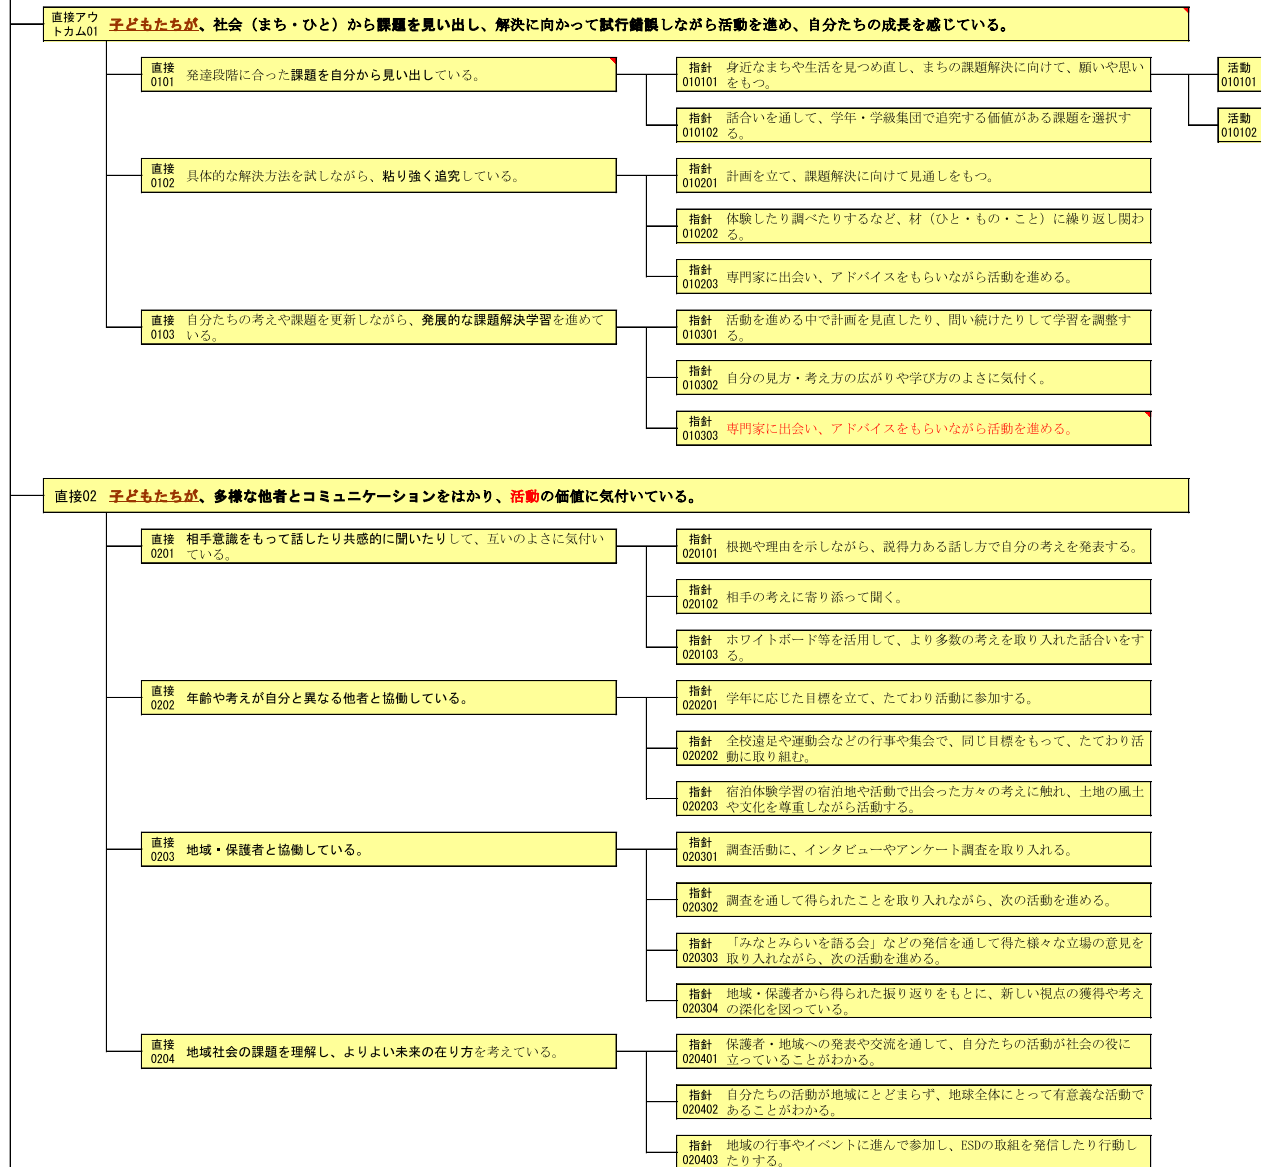 直接アウ
トカム01
子どもたちが、社会（まち・ひと）から課題を見い出し、解決に向かって試行錯誤しながら活動を進め、自分たちの成長を感じている。
直接
0101
発達段階に合った課題を自分から見い出している。
指針
010101
身近なまちや生活を見つめ直し、まちの課題解決に向けて、願いや思い
をもつ。
活動
010101
指針
010102
話合いを通して、学年・学級集団で追究する価値がある課題を選択す
る。
活動
010102
直接
0102
具体的な解決方法を試しながら、粘り強く追究している。
指針
010201
計画を立て、課題解決に向けて見通しをもつ。
指針
010202
体験したり調べたりするなど、材（ひと・もの・こと）に繰り返し関わ
る。
指針
010203
専門家に出会い、アドバイスをもらいながら活動を進める。
直接
0103
自分たちの考えや課題を更新しながら、発展的な課題解決学習を進めて
いる。
指針
010301
活動を進める中で計画を見直したり、問い続けたりして学習を調整す
る。
指針
010302
自分の見方・考え方の広がりや学び方のよさに気付く。
指針
010303
専門家に出会い、アドバイスをもらいながら活動を進める。
直接02
子どもたちが、多様な他者とコミュニケーションをはかり、活動の価値に気付いている。
直接
0201
相手意識をもって話したり共感的に聞いたりして、互いのよさに気付い
ている。
指針
020101
根拠や理由を示しながら、説得力ある話し方で自分の考えを発表する。
指針
020102
相手の考えに寄り添って聞く。
指針
020103
ホワイトボード等を活用して、より多数の考えを取り入れた話合いをす
る。
直接
0202
年齢や考えが自分と異なる他者と協働している。
指針
020201
学年に応じた目標を立て、たてわり活動に参加する。
指針
020202
全校遠足や運動会などの行事や集会で、同じ目標をもって、たてわり活
動に取り組む。
指針
020203
宿泊体験学習の宿泊地や活動で出会った方々の考えに触れ、土地の風土
や文化を尊重しながら活動する。
直接
0203
地域・保護者と協働している。
指針
020301
調査活動に、インタビューやアンケート調査を取り入れる。
指針
020302
調査を通して得られたことを取り入れながら、次の活動を進める。
指針
020303
「みなとみらいを語る会」などの発信を通して得た様々な立場の意見を
取り入れながら、次の活動を進める。
指針
020304
地域・保護者から得られた振り返りをもとに、新しい視点の獲得や考え
の深化を図っている。
直接
0204
地域社会の課題を理解し、よりよい未来の在り方を考えている。
指針
020401
保護者・地域への発表や交流を通して、自分たちの活動が社会の役に
立っていることがわかる。
指針
020402
自分たちの活動が地域にとどまらず、地球全体にとって有意義な活動で
あることがわかる。
指針
020403
地域の行事やイベントに進んで参加し、ESDの取組を発信したり行動し
たりする。